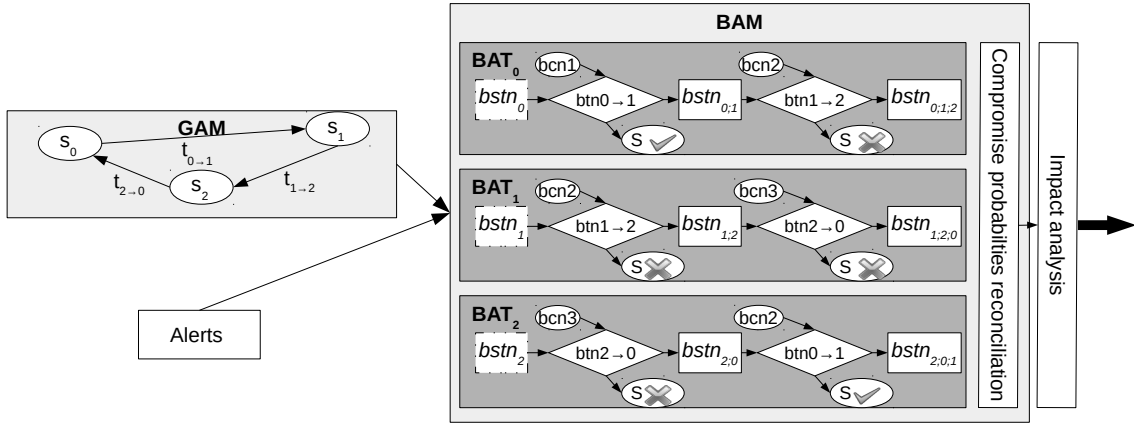 BAM
GAM
s0
s1
s2
t0→1
t1→2
t2→0
Alerts
BAT0
bcn1
bcn2
bstn0
btn0→1
bstn0;1
btn1→2
bstn0;1;2
S
S
BAT1
bcn2
bcn3
bstn1
btn1→2
bstn1;2
btn2→0
bstn1;2;0
S
S
BAT2
bcn3
bcn2
bstn2
btn2→0
bstn2;0
btn0→1
bstn2;0;1
S
S
Compromise probabilties reconciliation
Impact analysis